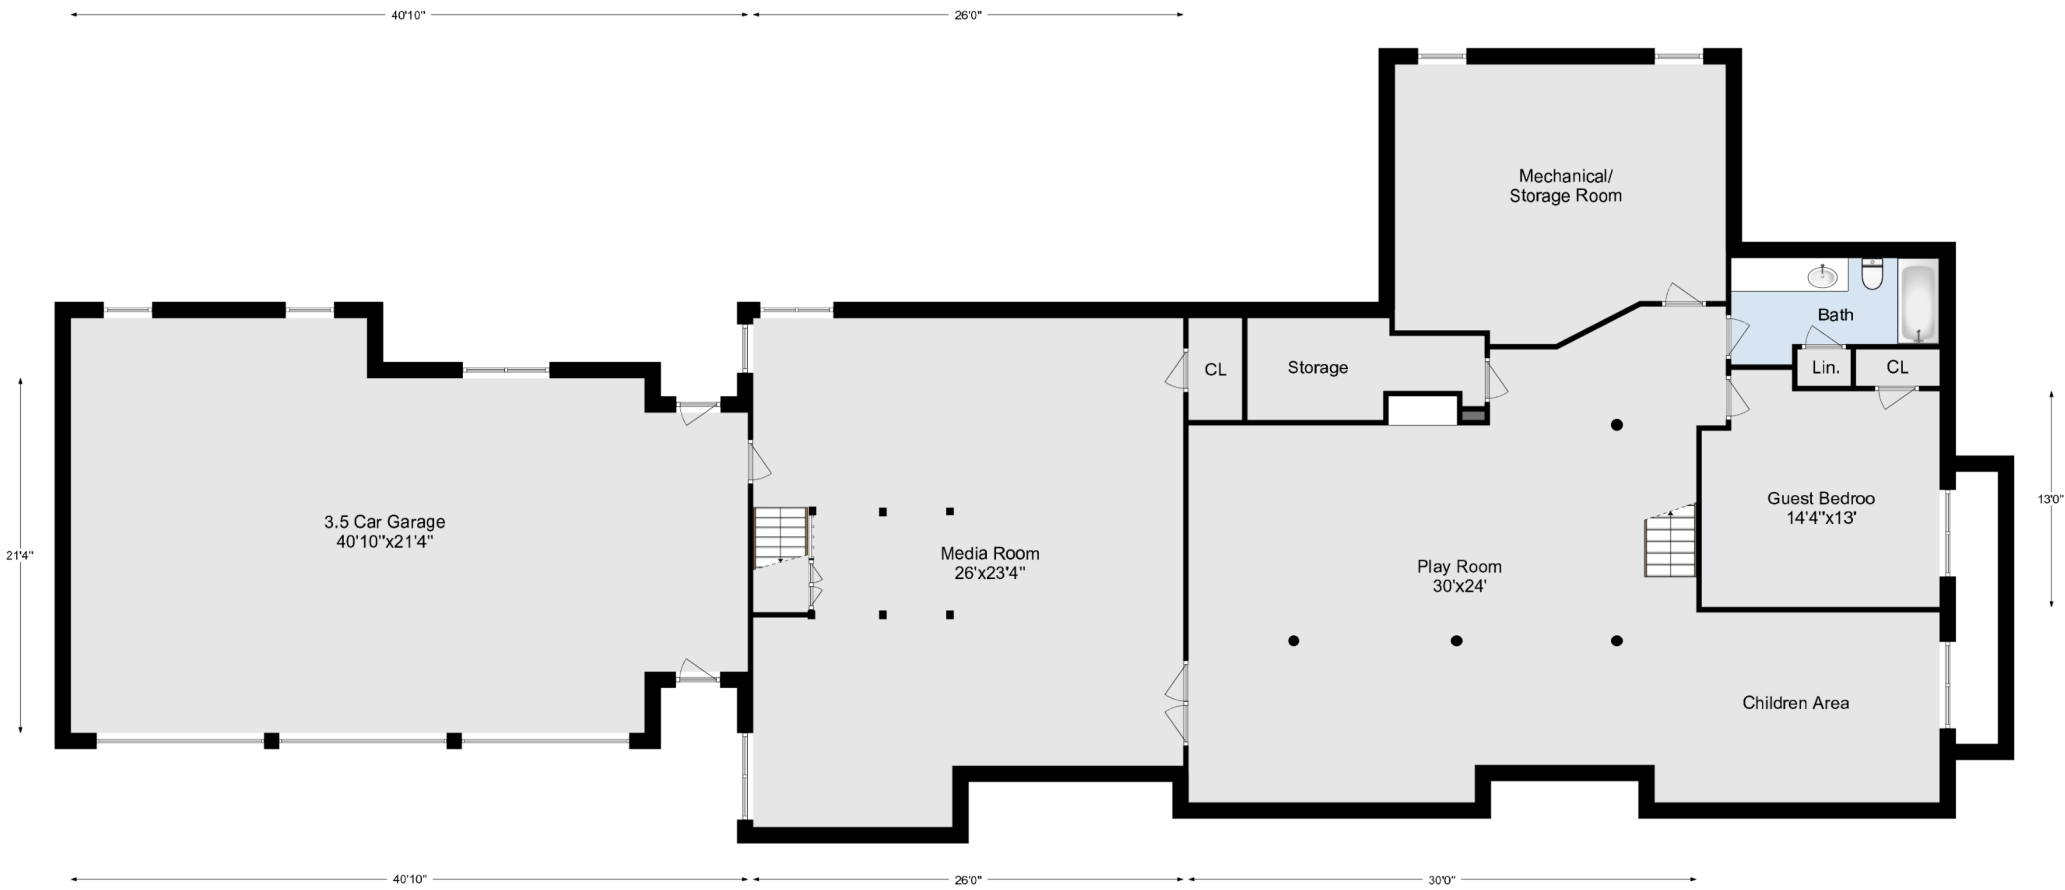 40'10"
26'0"
Mechanical/
Storage Room
Bath
CL
Storage
Lin.
CL
Guest Bedroo
14'4"x13'
13'0"
3.5 Car Garage
40'10"x21'4"
21'4"
Media Room
26'x23'4"
Play Room
30'x24'
Children Area
40'10"
26'0"
30'0"